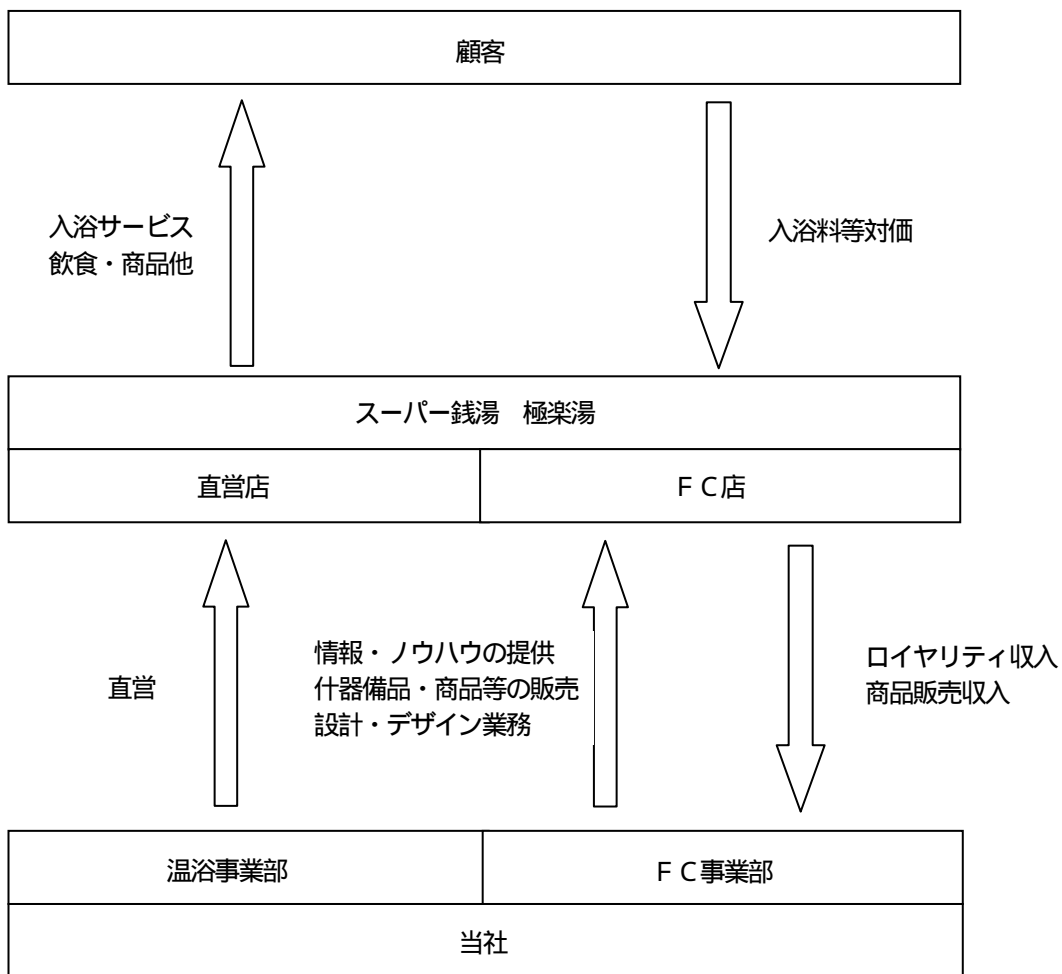 顧客
入浴サービス
飲食・商品他
入浴料等対価
スーパー銭湯　極楽湯
直営店
ＦＣ店
直営
情報・ノウハウの提供
什器備品・商品等の販売
設計・デザイン業務
ロイヤリティ収入
商品販売収入
温浴事業部
ＦＣ事業部
当社